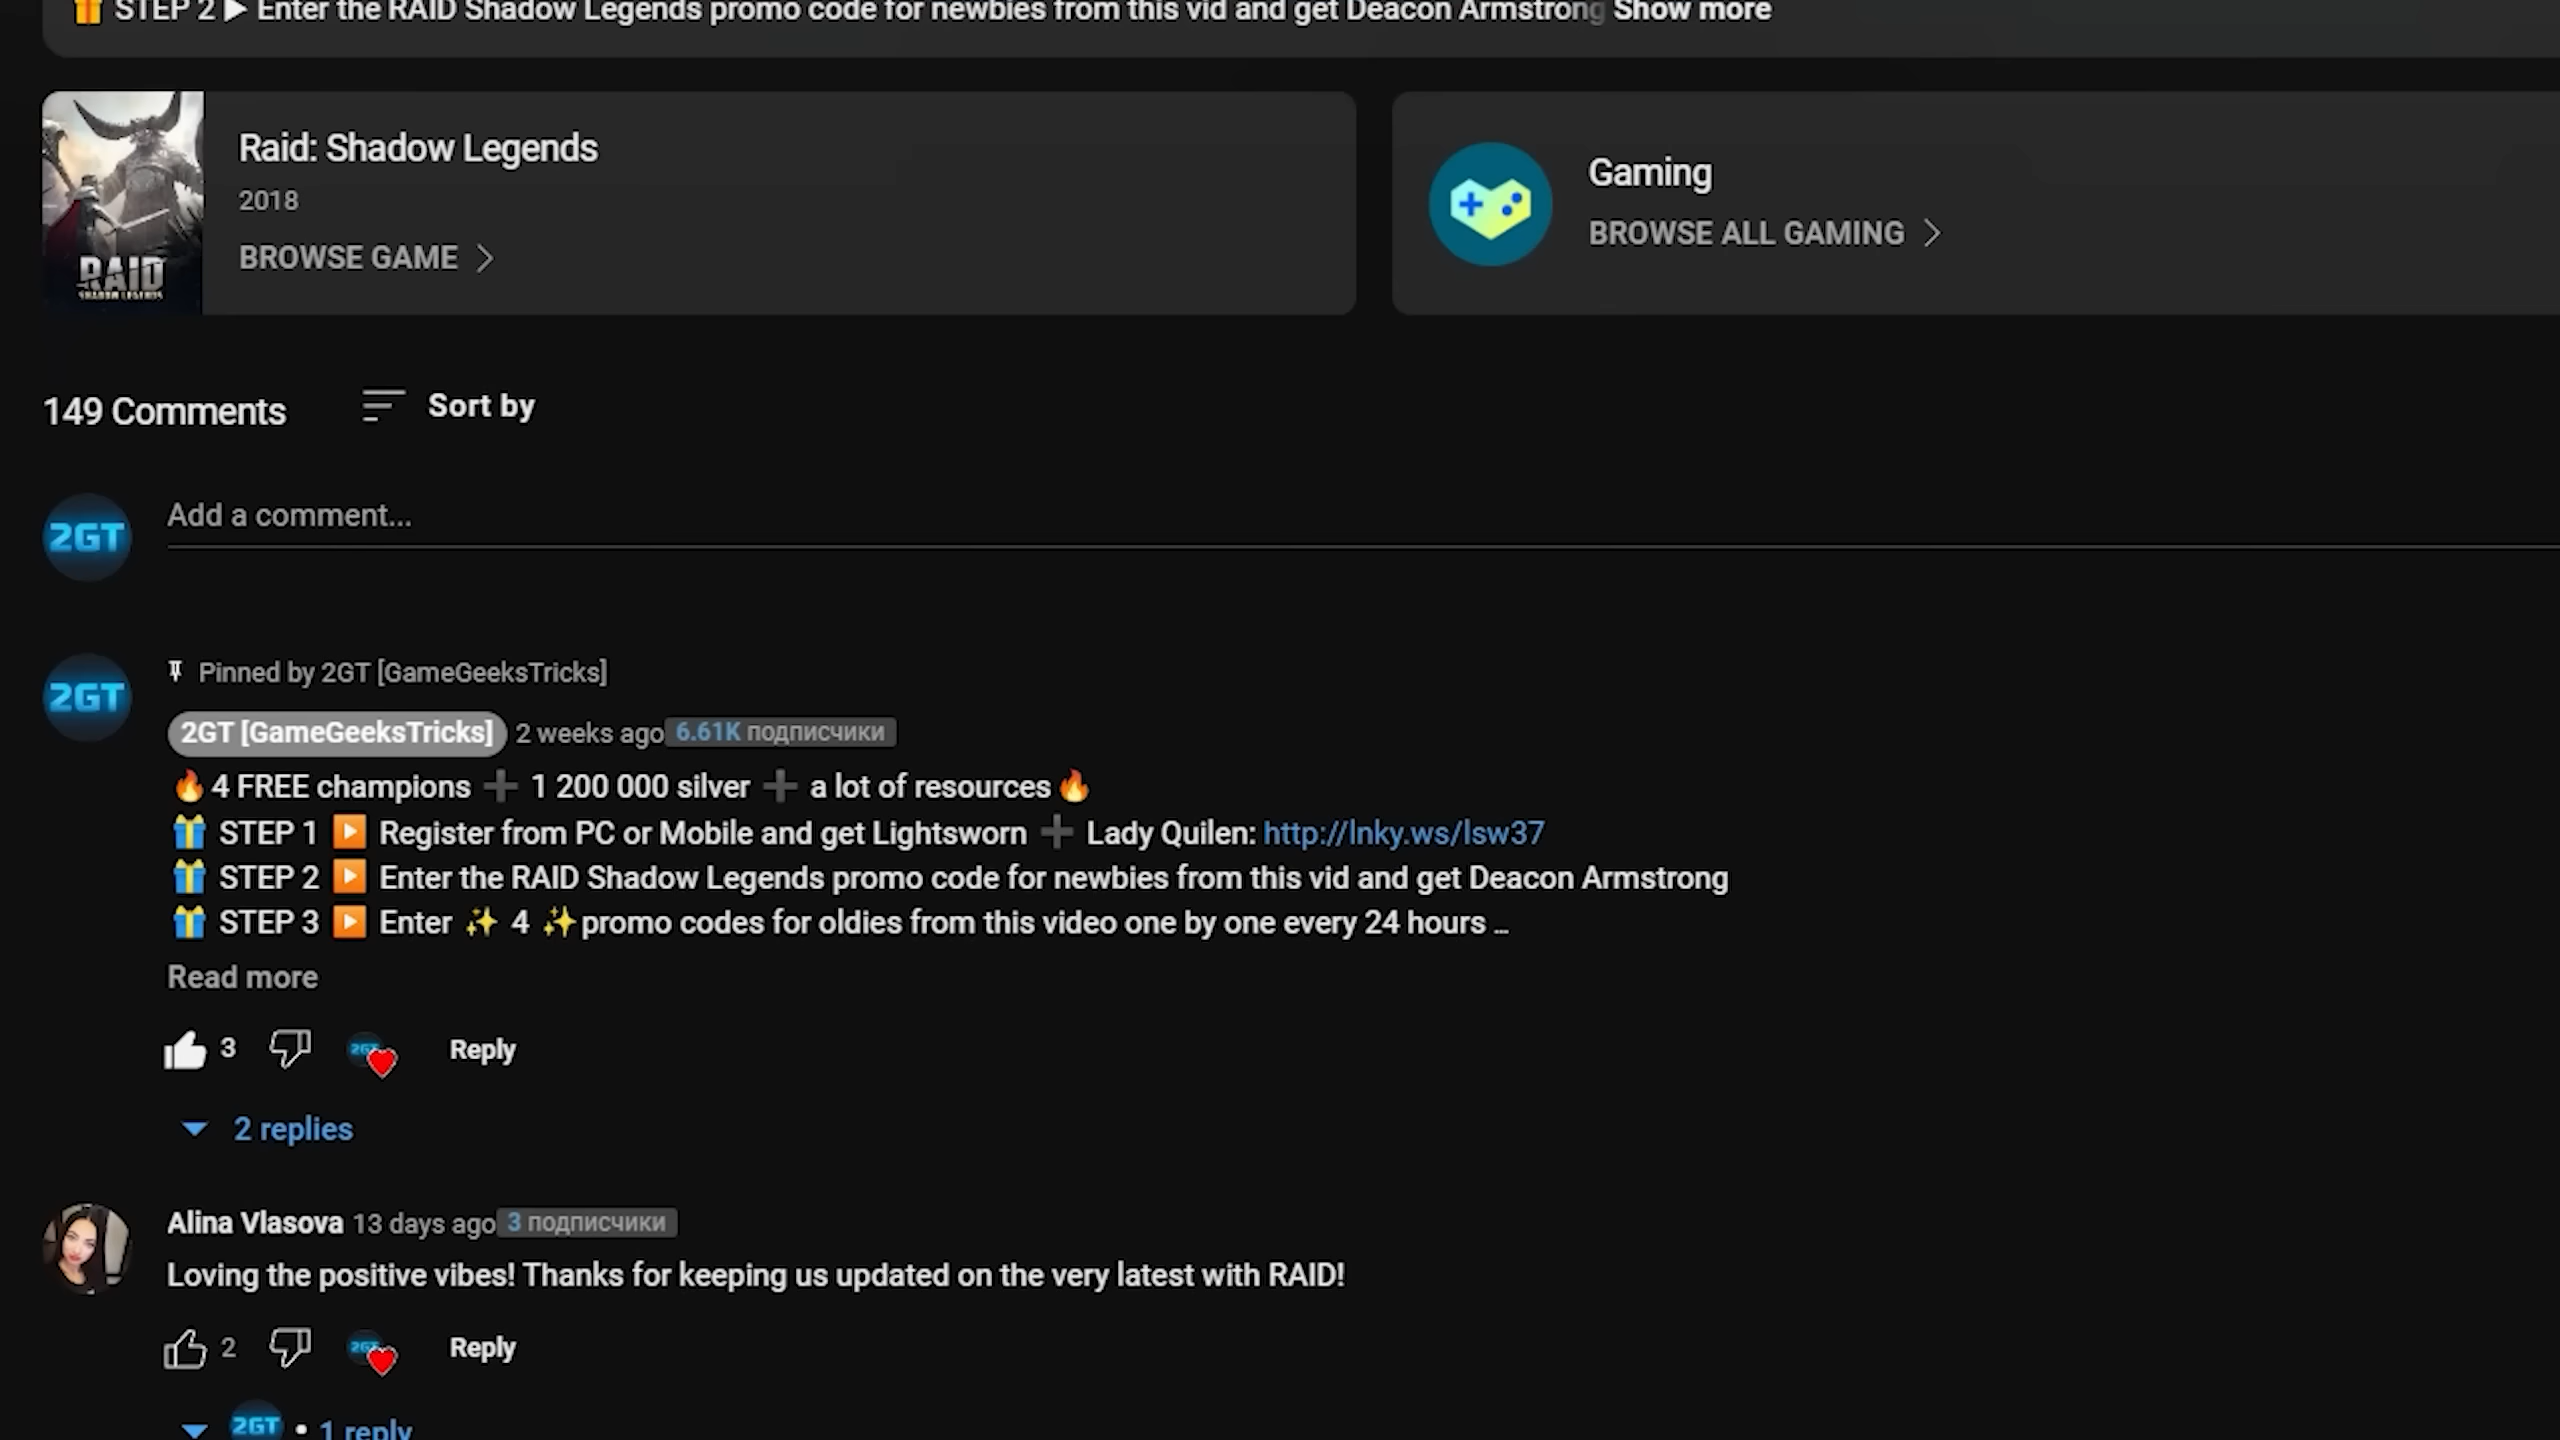 STEP 2 ▶ Enter the RAID Shadow Legends promo code for newbies from this vid and get Deacon Armstrong Show more
RAID
SHADOW LEGENDS
Raid: Shadow Legends
2018
BROWSE GAME
Gaming
BROWSE ALL GAMING
149 Comments
Sort by
2GT
Add a comment...
2GT
Pinned by 2GT [GameGeeksTricks]
2GT [GameGeeksTricks] 2 weeks ago 6.61K подписчики
🔥4 FREE champions ➕ 1 200 000 silver ➕ a lot of resources🔥
🎁 STEP 1 ▶️ Register from PC or Mobile and get Lightsworn ➕ Lady Quilen: http://lnky.ws/lsw37
🎁 STEP 2 ▶️ Enter the RAID Shadow Legends promo code for newbies from this vid and get Deacon Armstrong
🎁 STEP 3 ▶️ Enter ✨ 4 ✨promo codes for oldies from this video one by one every 24 hours ...
Read more
3
2GT
Reply
2 replies
Alina Vlasova 13 days ago 3 подписчики
Loving the positive vibes! Thanks for keeping us updated on the very latest with RAID!
2
2GT
Reply
2GT • 1 reply